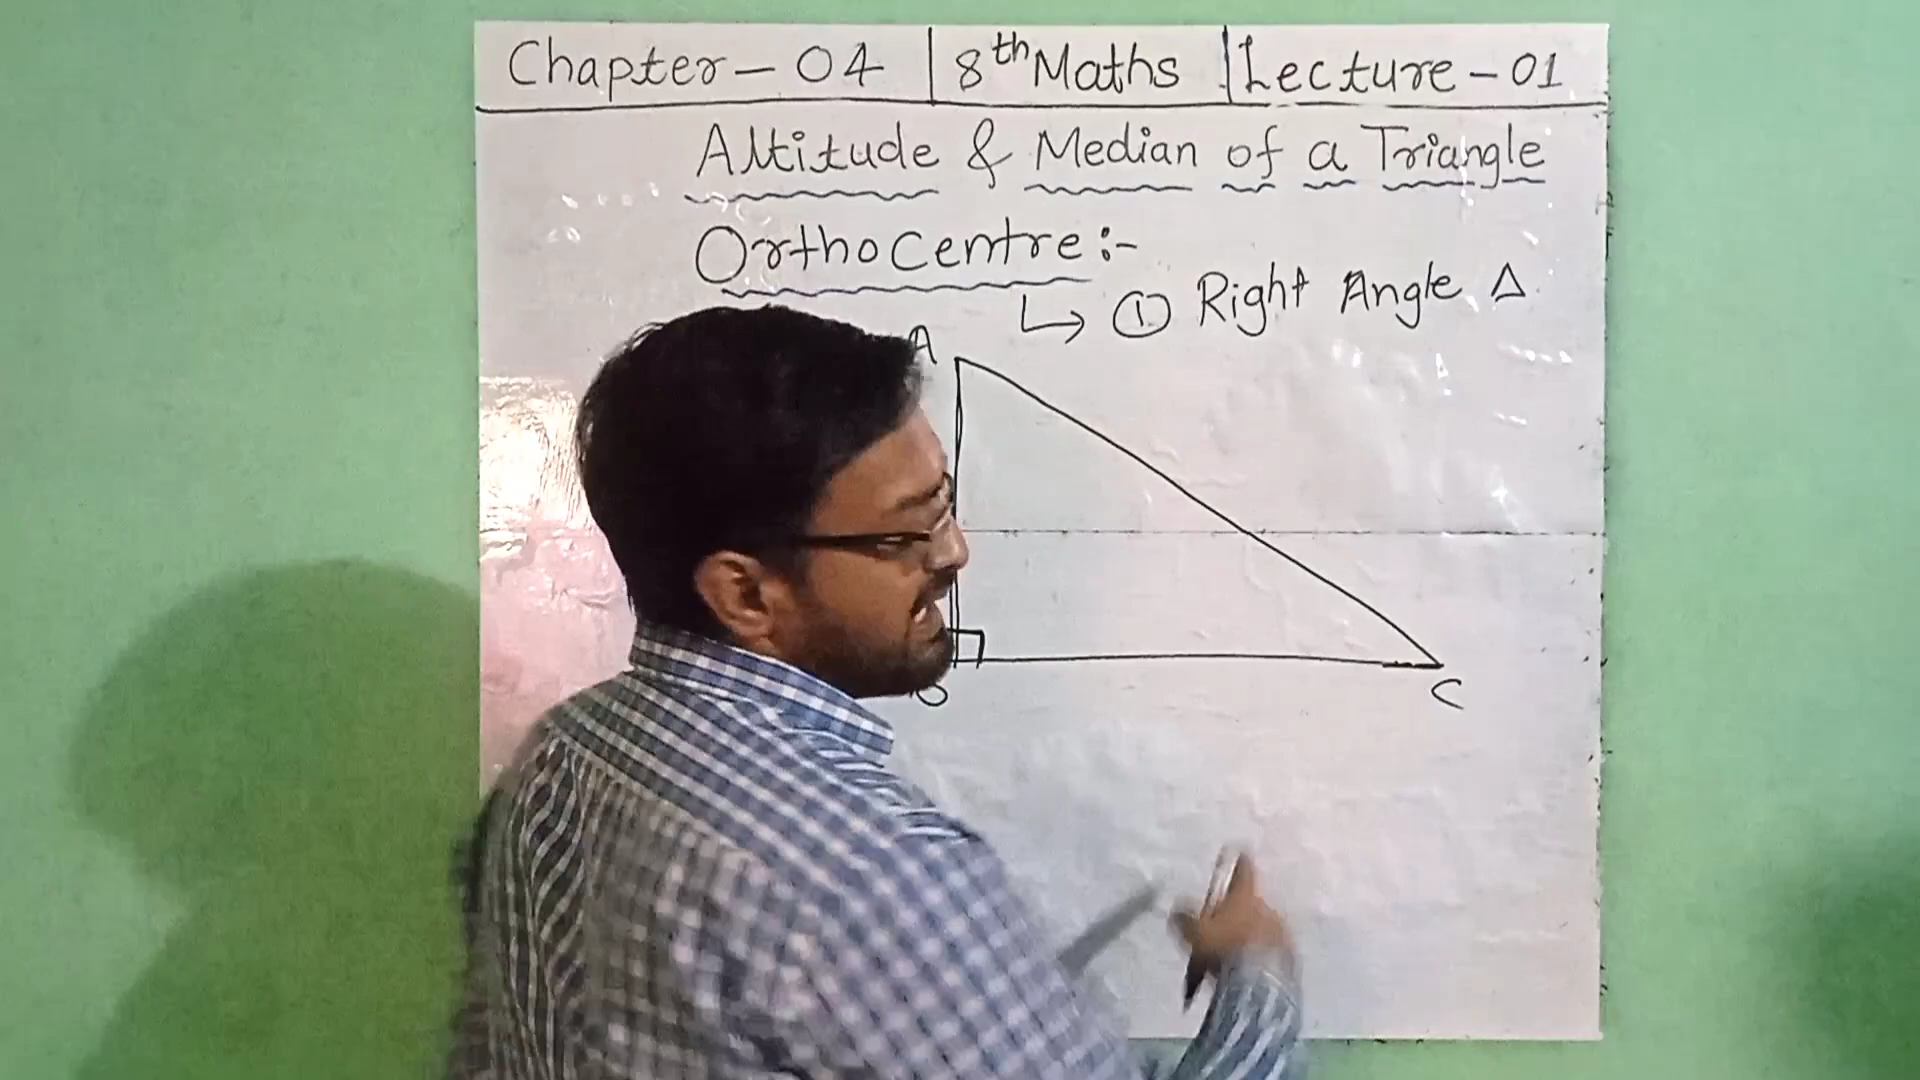 Chapter - 04 | 8th Maths | Lecture - 01
Altitude & Median of a Triangle
Orthocentre :-
↳ ① Right Angle Δ
A
B
C